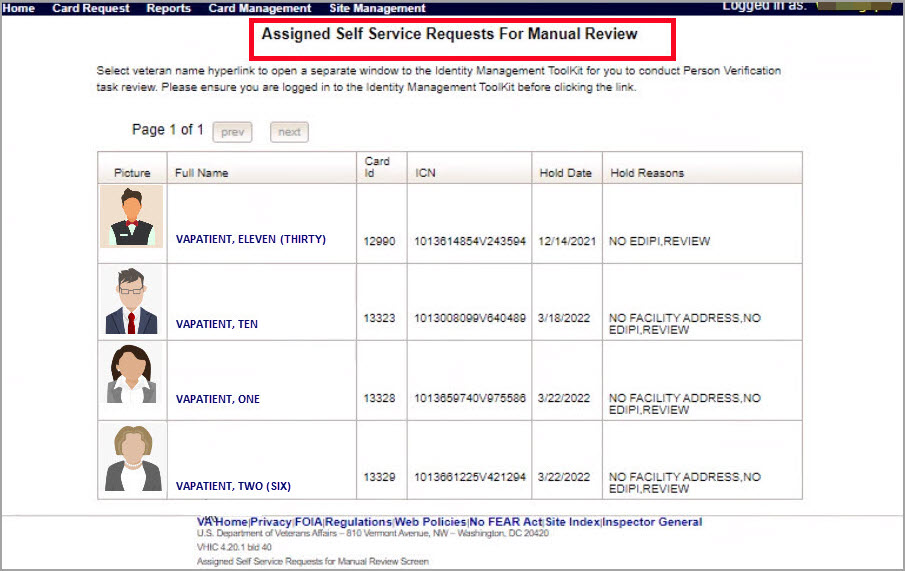 Home Card Request Reports Card Management Site Management Logged in as:
Assigned Self Service Requests For Manual Review
Select veteran name hyperlink to open a separate window to the Identity Management ToolKit for you to conduct Person Verification
task review. Please ensure you are logged in to the Identity Management ToolKit before clicking the link.
Page 1 of 1 prev next
Picture Full Name Card Id ICN Hold Date Hold Reasons
VAPATIENT, ELEVEN (THIRTY) 12990 1013614854V243594 12/14/2021 NO EDIPI,REVIEW
VAPATIENT, TEN 13323 1013008099V640489 3/18/2022 NO FACILITY ADDRESS,NO
EDIPI,REVIEW
VAPATIENT, ONE 13328 1013659740V975586 3/22/2022 NO FACILITY ADDRESS,NO
EDIPI,REVIEW
VAPATIENT, TWO (SIX) 13329 1013661225V421294 3/22/2022 NO FACILITY ADDRESS,NO
EDIPI,REVIEW
VA Home|Privacy|FOIA|Regulations|Web Policies|No FEAR Act|Site Index|Inspector General
U.S. Department of Veterans Affairs – 810 Vermont Avenue, NW – Washington, DC 20420
VHIC 4.20.1 bld 40
Assigned Self Service Requests for Manual Review Screen